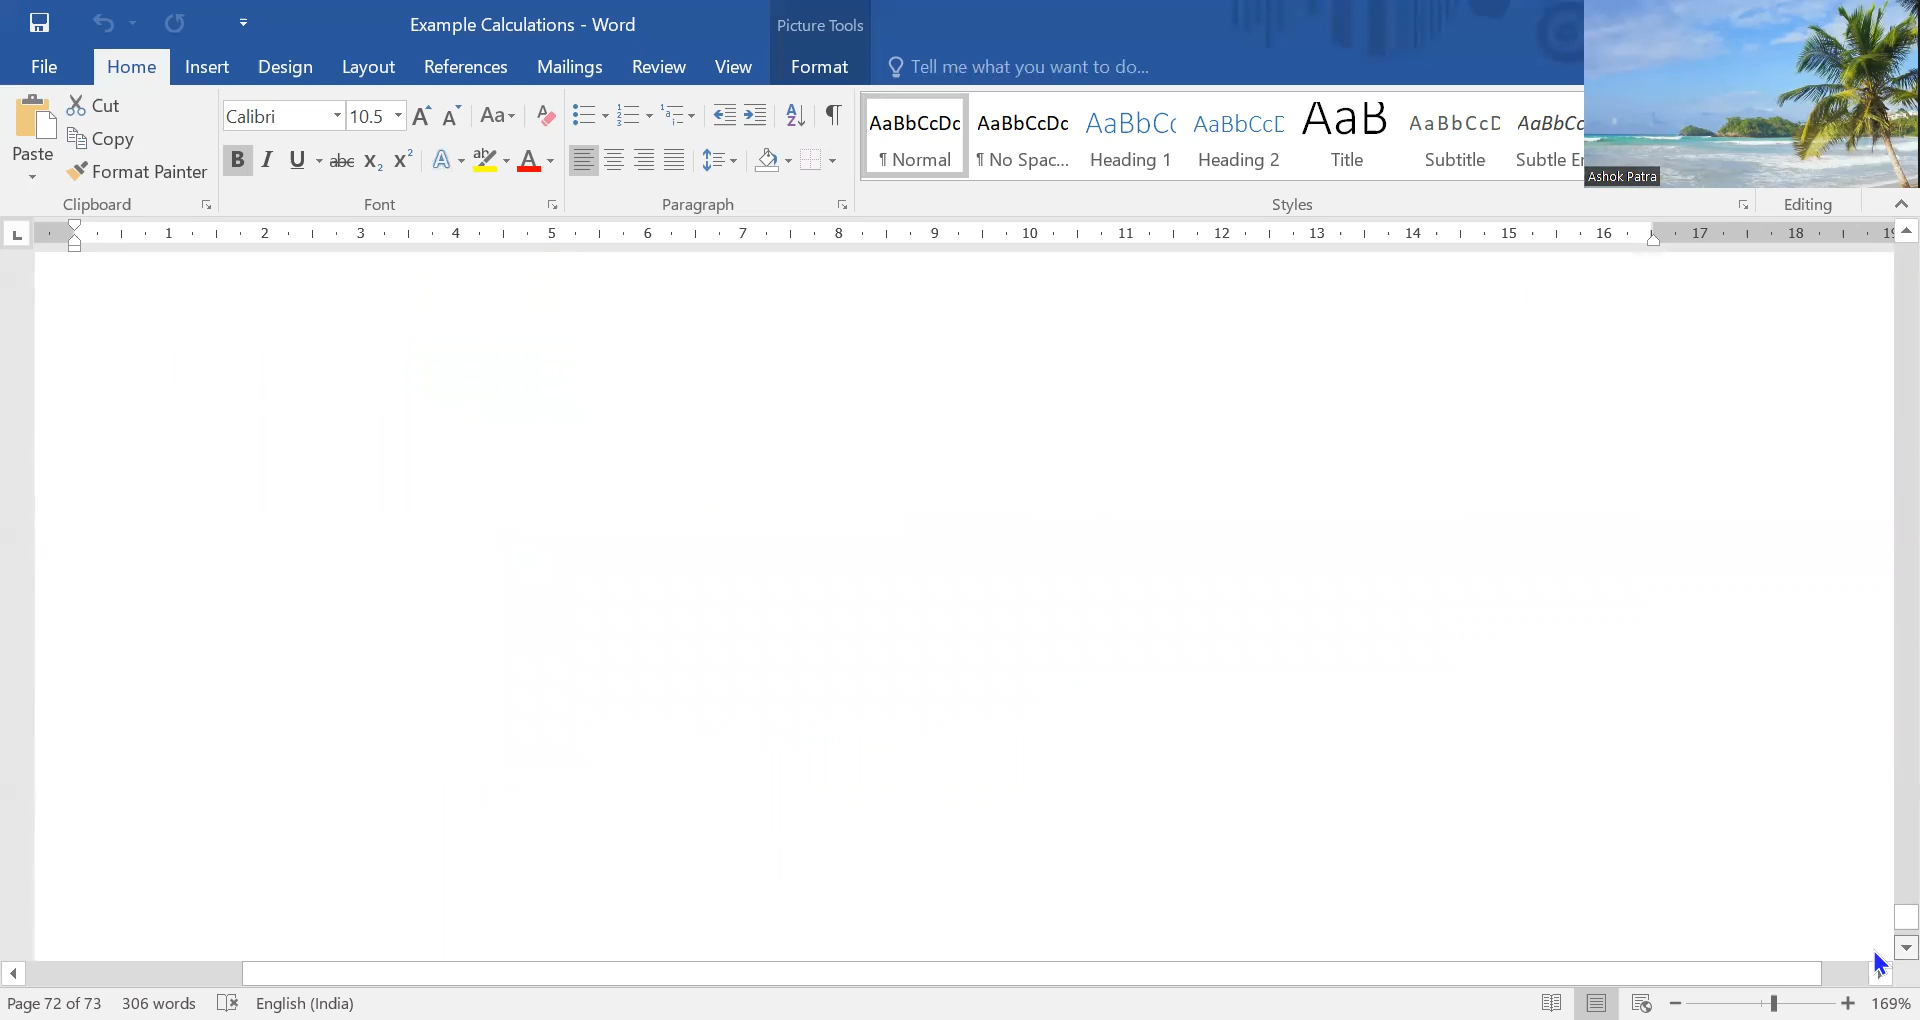 Example Calculations - Word
Picture Tools
File Home Insert Design Layout References Mailings Review View Format Tell me what you want to do...
Paste
Cut
Copy
Format Painter
Clipboard
Calibri 10.5
Font
Paragraph
AaBbCcDc AaBbCcDc AaBbCc AaBbCcD AaB AaBbCcD AaBbCc
¶ Normal ¶ No Spac... Heading 1 Heading 2 Title Subtitle Subtle E
Styles
Editing
Ashok Patra
1 2 3 4 5 6 7 8 9 10 11 12 13 14 15 16 17 18
Page 72 of 73 306 words English (India) 169%